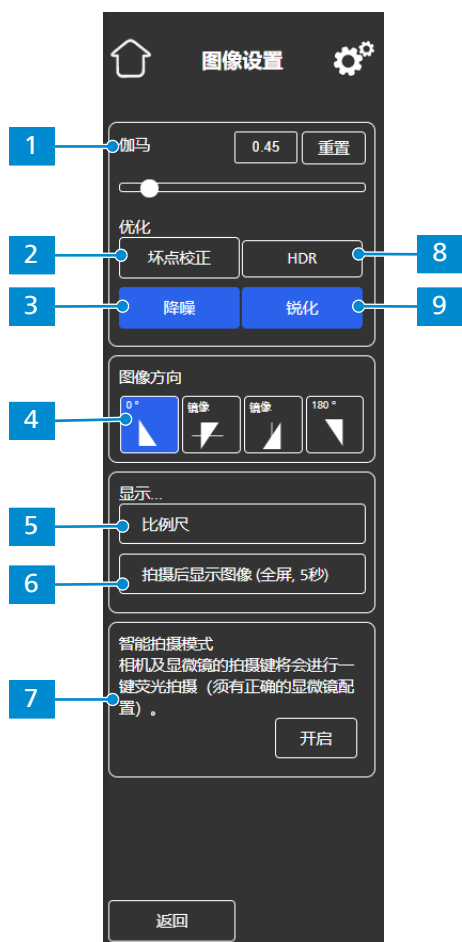 图像设置
1
伽马
0.45
重置
优化
2
坏点校正
HDR
8
3
降噪
锐化
9
图像方向
4
0°
镜像
镜像
180°
显示...
5
比例尺
6
拍摄后显示图像 (全屏, 5秒)
智能拍摄模式
相机及显微镜的拍摄键将会进行一
7
键荧光拍摄（须有正确的显微镜配
置）。
开启
返回